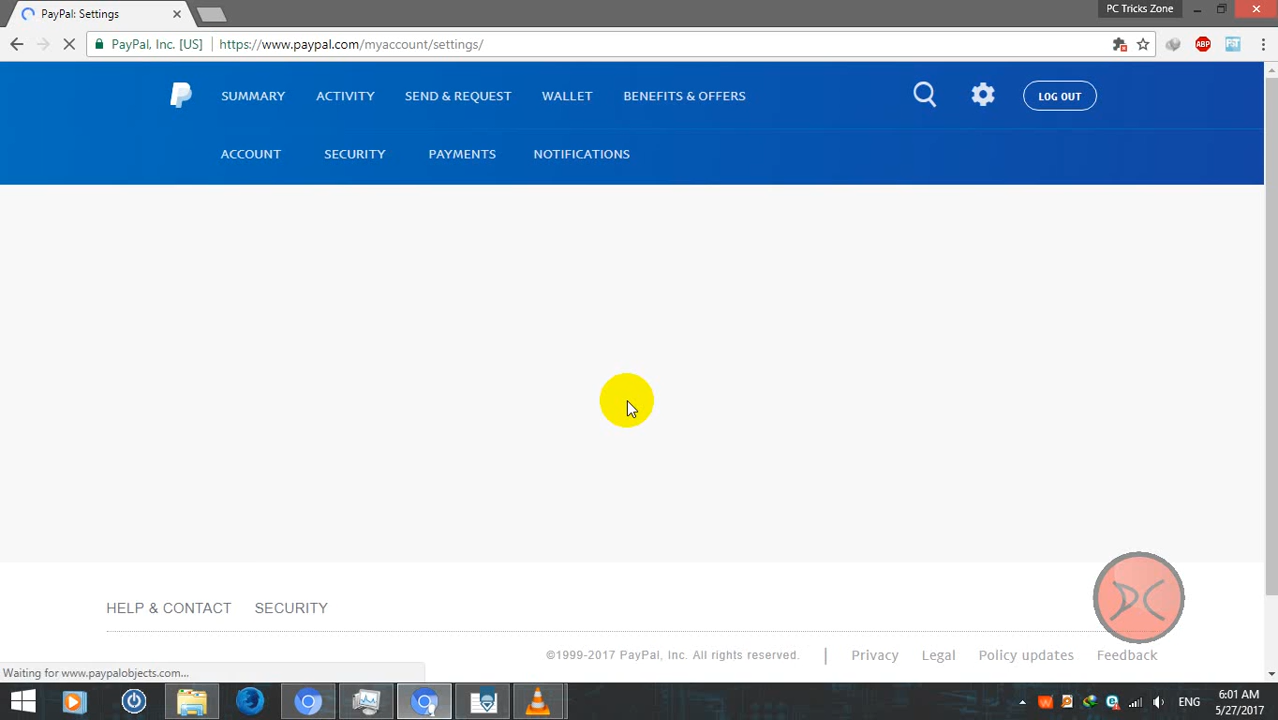 PayPal: Settings
PC Tricks Zone
PayPal, Inc. [US] https://www.paypal.com/myaccount/settings/
ABP
SUMMARY ACTIVITY SEND & REQUEST WALLET BENEFITS & OFFERS LOG OUT
ACCOUNT SECURITY PAYMENTS NOTIFICATIONS
HELP & CONTACT SECURITY
©1999-2017 PayPal, Inc. All rights reserved. | Privacy Legal Policy updates Feedback
Waiting for www.paypalobjects.com...
ENG
6:01 AM
5/27/2017